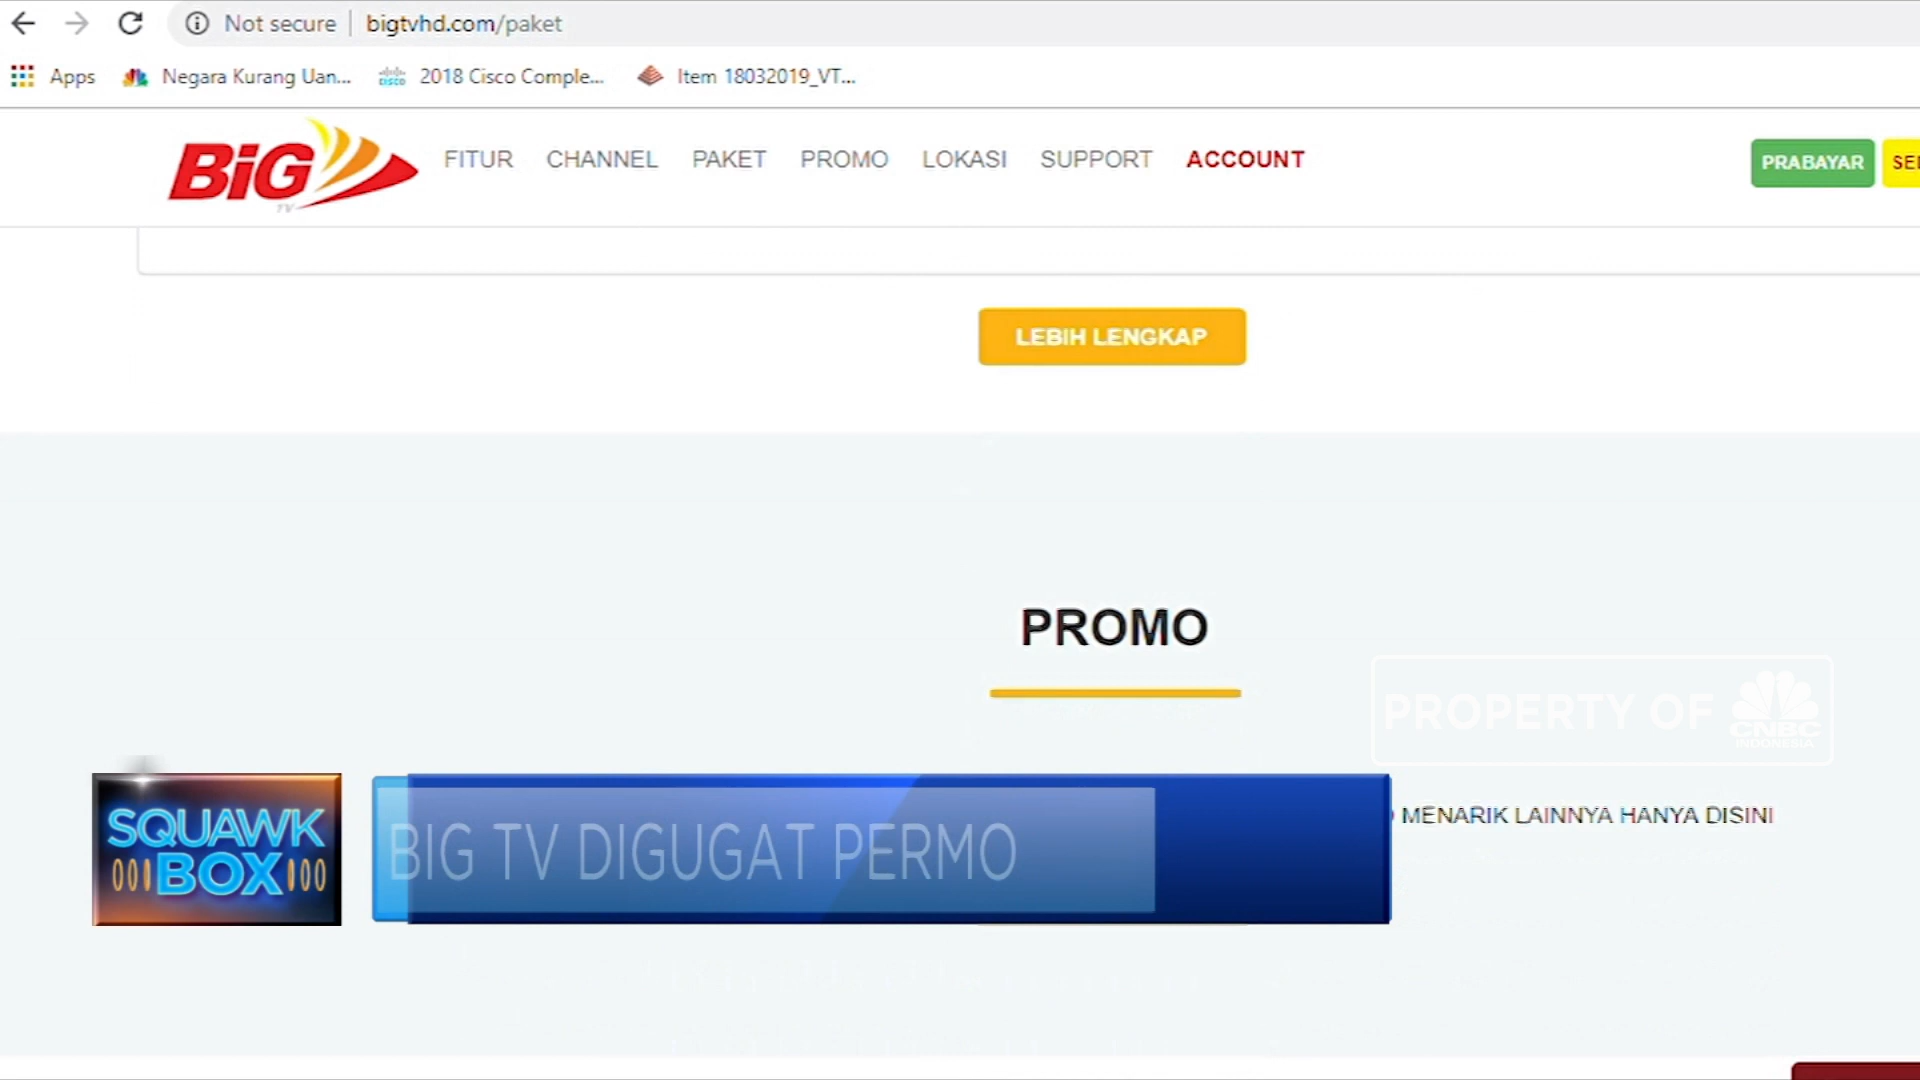 Not secure | bigtvhd.com/paket
Apps Negara Kurang Uan... CISCO 2018 Cisco Comple... Item 18032019_VT...
BiG TV FITUR CHANNEL PAKET PROMO LOKASI SUPPORT ACCOUNT PRABAYAR
LEBIH LENGKAP
PROMO
PROPERTY OF CNBC INDONESIA
MENARIK LAINNYA HANYA DISINI
SQUAWK BOX
BIG TV DIGUGAT PERMO